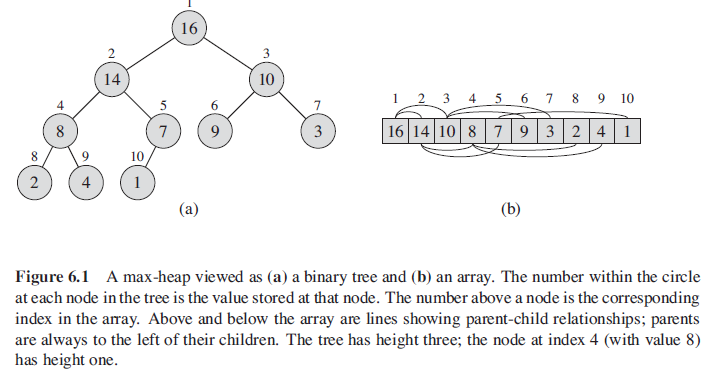 1
16
2 3
14 10
4 5 6 7
8 7 9 3
8 9 10
2 4 1
(a)
1 2 3 4 5 6 7 8 9 10
16 14 10 8 7 9 3 2 4 1
(b)
Figure 6.1 A max-heap viewed as (a) a binary tree and (b) an array. The number within the circle
at each node in the tree is the value stored at that node. The number above a node is the corresponding
index in the array. Above and below the array are lines showing parent-child relationships; parents
are always to the left of their children. The tree has height three; the node at index 4 (with value 8)
has height one.